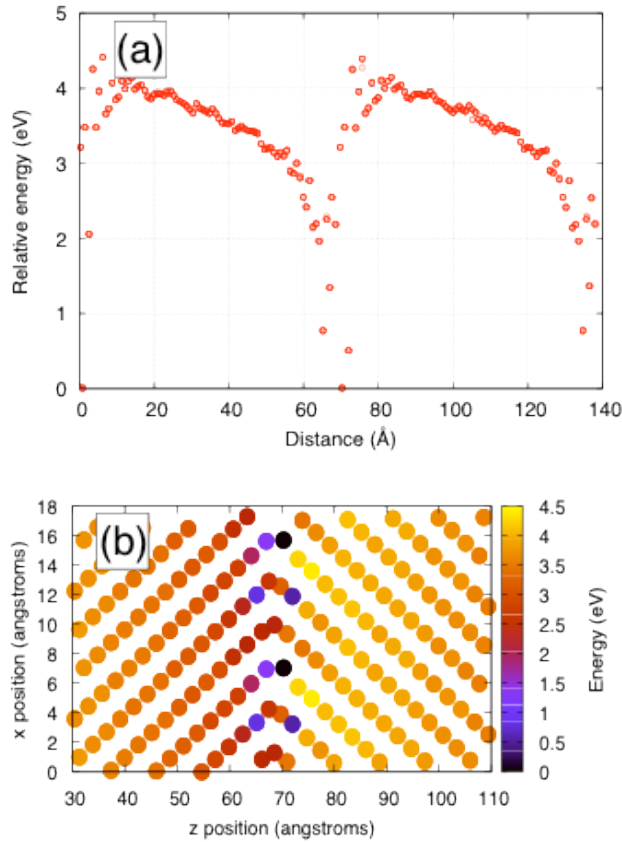 (a)
5
4
3
2
1
0
Relative energy (eV)
0 20 40 60 80 100 120 140
Distance (Å)
(b)
18
16
14
12
10
8
6
4
2
0
x position (angstroms)
30 40 50 60 70 80 90 100 110
z position (angstroms)
4.5
4
3.5
3
2.5
2
1.5
1
0.5
0
Energy (eV)